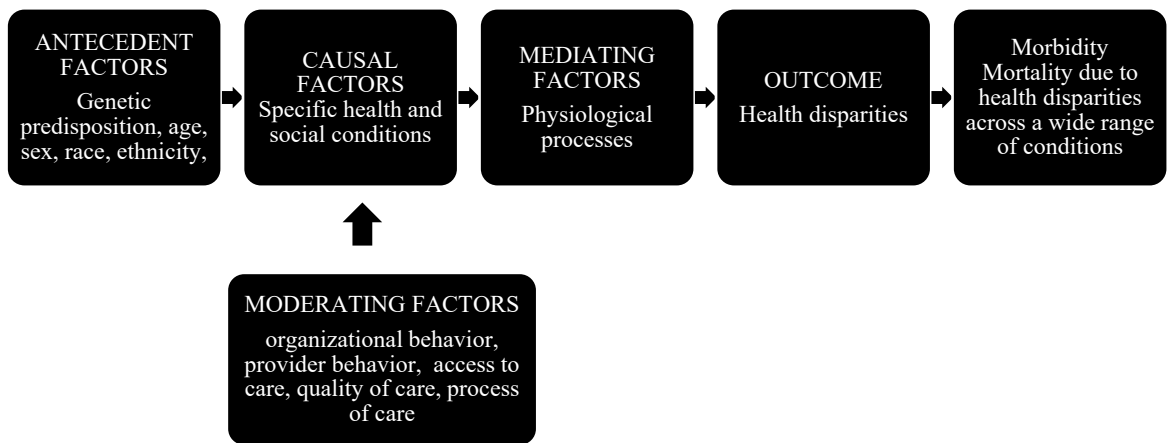 ANTECEDENT
FACTORS
Genetic
predisposition, age,
sex, race, ethnicity,
CAUSAL
FACTORS
Specific health and
social conditions
MEDIATING
FACTORS
Physiological
processes
OUTCOME
Health disparities
Morbidity
Mortality due to
health disparities
across a wide range
of conditions
MODERATING FACTORS
organizational behavior,
provider behavior,  access to
care, quality of care, process
of care